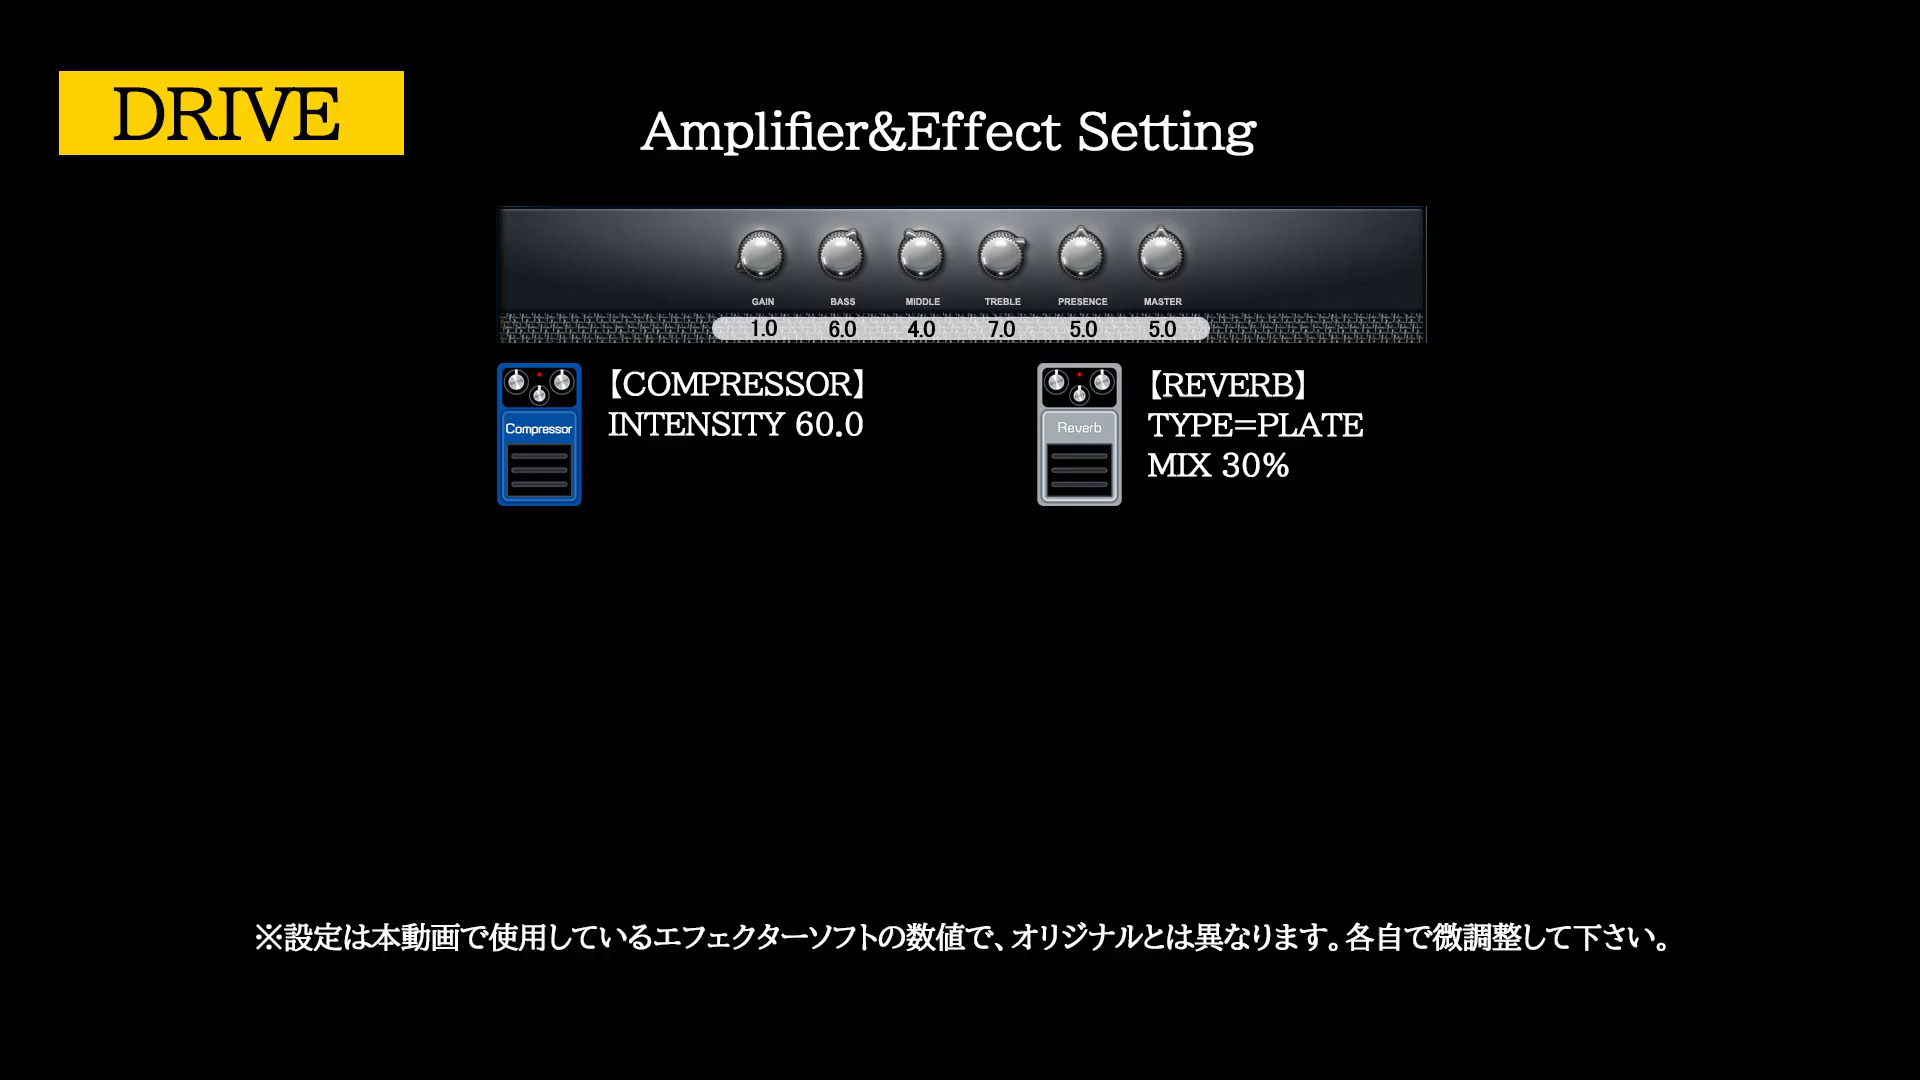 DRIVE
Amplifier&Effect Setting
GAIN BASS MIDDLE TREBLE PRESENCE MASTER
1.0 6.0 4.0 7.0 5.0 5.0
Compressor
【COMPRESSOR】
INTENSITY 60.0
Reverb
【REVERB】
TYPE=PLATE
MIX 30%
※設定は本動画で使用しているエフェクターソフトの数値で、オリジナルとは異なります。各自で微調整して下さい。